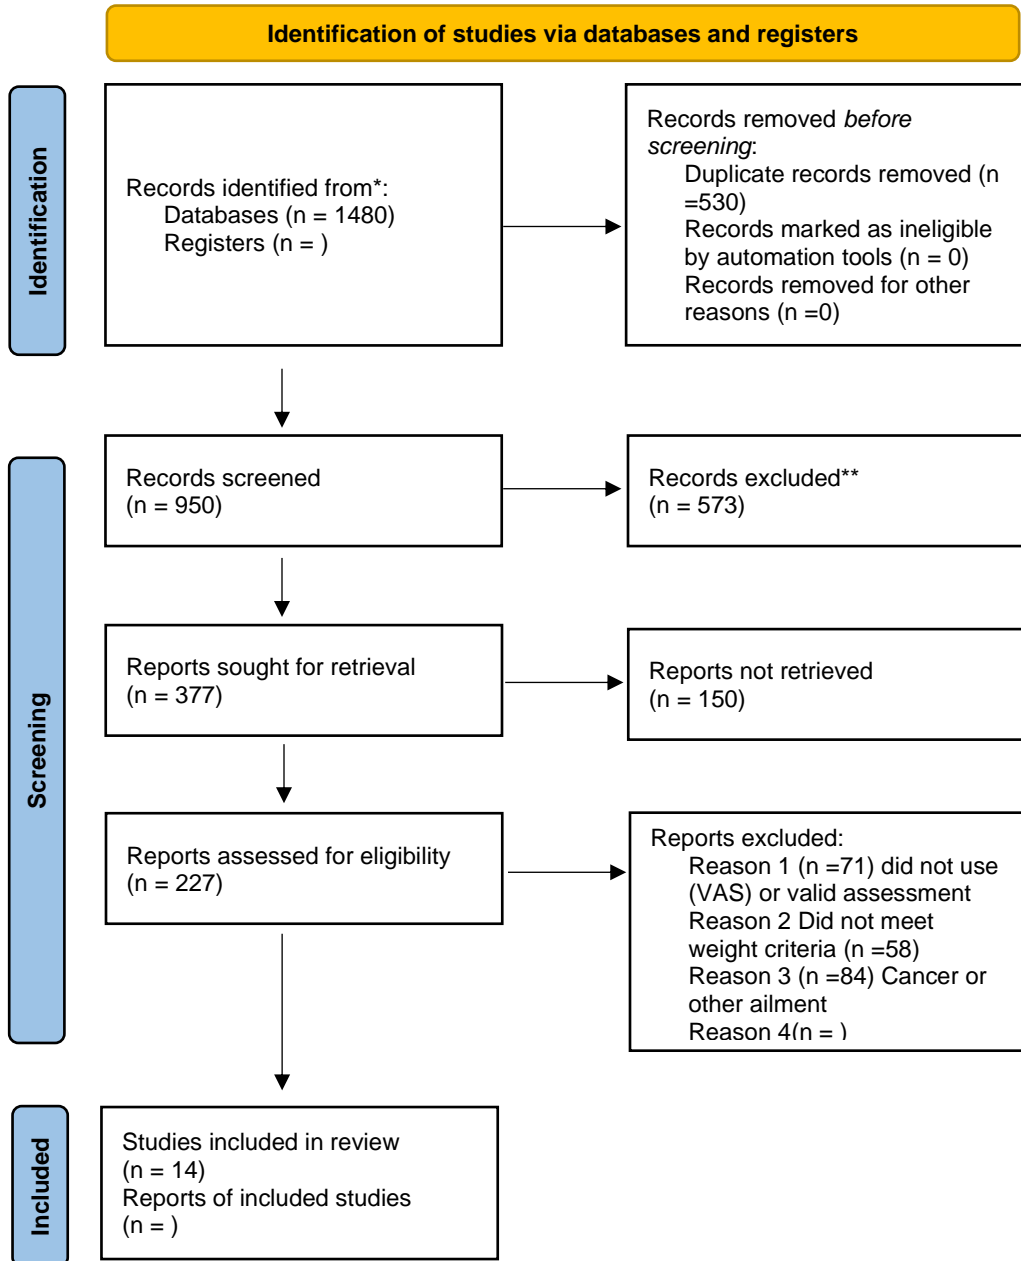 Identification of studies via databases and registers
Identification
Records identified from*:
Databases (n = 1480)
Registers (n = )
Records removed before
screening:
Duplicate records removed (n
=530)
Records marked as ineligible
by automation tools (n = 0)
Records removed for other
reasons (n =0)
Screening
Records screened
(n = 950)
Records excluded**
(n = 573)
Reports sought for retrieval
(n = 377)
Reports not retrieved
(n = 150)
Reports assessed for eligibility
(n = 227)
Reports excluded:
Reason 1 (n =71) did not use
(VAS) or valid assessment
Reason 2 Did not meet
weight criteria (n =58)
Reason 3 (n =84) Cancer or
other ailment
Reason 4(n = )
Included
Studies included in review
(n = 14)
Reports of included studies
(n = )